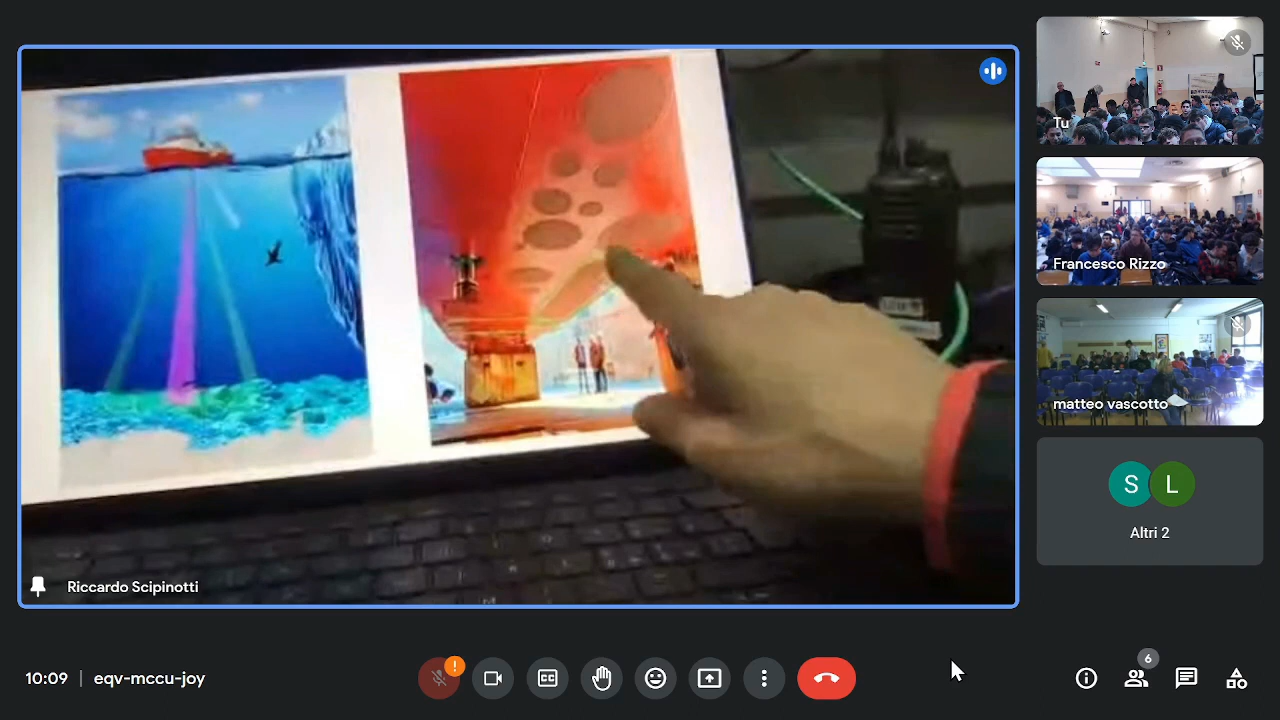 Tu
Francesco Rizzo
matteo vascotto
S L
Altri 2
Riccardo Scipinotti
10:09 | eqv-mccu-joy
6